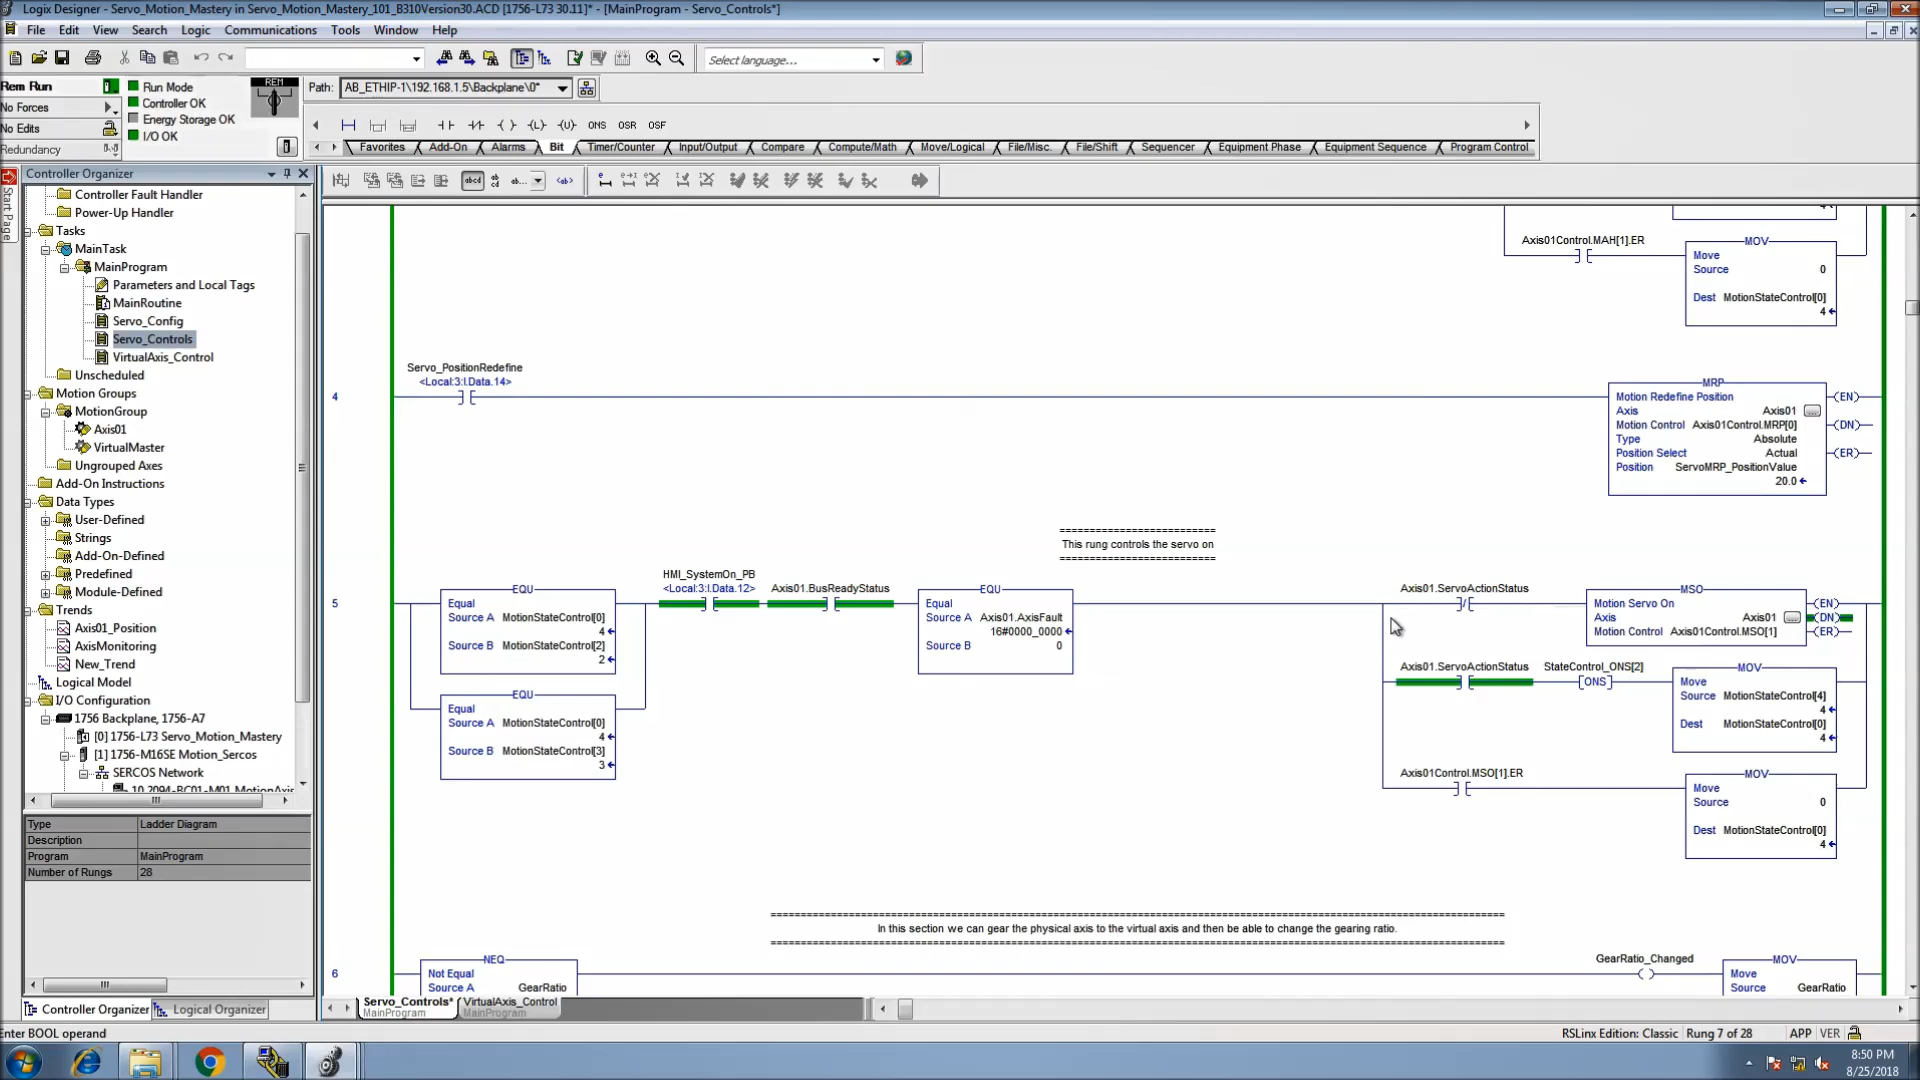 Logix Designer - Servo_Motion_Mastery in Servo_Motion_Mastery_101_B310Version30.ACD [1756-L73 30.11]* - [MainProgram - Servo_Controls*]
File Edit View Search Logic Communications Tools Window Help
Select language...
Rem Run
No Forces
No Edits
Redundancy
Run Mode
Controller OK
Energy Storage OK
I/O OK
REM
Path: AB_ETHIP-1\192.168.1.5\Backplane\0*
ONS OSR OSF
Favorites Add-On Alarms Bit Timer/Counter Input/Output Compare Compute/Math Move/Logical File/Misc. File/Shift Sequencer Equipment Phase Equipment Sequence Program Control
Start Page
Controller Organizer
Controller Fault Handler
Power-Up Handler
Tasks
MainTask
MainProgram
Parameters and Local Tags
MainRoutine
Servo_Config
Servo_Controls
VirtualAxis_Control
Unscheduled
Motion Groups
MotionGroup
Axis01
VirtualMaster
Ungrouped Axes
Add-On Instructions
Data Types
User-Defined
Strings
Add-On-Defined
Predefined
Module-Defined
Trends
Axis01_Position
AxisMonitoring
New_Trend
Logical Model
I/O Configuration
1756 Backplane, 1756-A7
[0] 1756-L73 Servo_Motion_Mastery
[1] 1756-M16SE Motion_Sercos
SERCOS Network
10 2094-BC01-M01 MotionAxis
Type Ladder Diagram
Description
Program MainProgram
Number of Rungs 28
Controller Organizer Logical Organizer
4
Axis01Control.MAH[1].ER
MOV
Move
Source 0
Dest MotionStateControl[0]
4
4
Servo_PositionRedefine
<Local:3:I.Data.14>
MRP
Motion Redefine Position
Axis Axis01 ...
Motion Control Axis01Control.MRP[0]
Type Absolute
Position Select Actual
Position ServoMRP_PositionValue
20.0
EN
DN
ER
===========================
This rung controls the servo on
===========================
5
EQU
Equal
Source A MotionStateControl[0]
4
Source B MotionStateControl[2]
2
EQU
Equal
Source A MotionStateControl[0]
4
Source B MotionStateControl[3]
3
HMI_SystemOn_PB
<Local:3:I.Data.12>
Axis01.BusReadyStatus
EQU
Equal
Source A Axis01.AxisFault
16#0000_0000
Source B 0
Axis01.ServoActionStatus
MSO
Motion Servo On
Axis Axis01 ...
Motion Control Axis01Control.MSO[1]
EN
DN
ER
Axis01.ServoActionStatus
StateControl_ONS[2]
ONS
MOV
Move
Source MotionStateControl[4]
4
Dest MotionStateControl[0]
4
Axis01Control.MSO[1].ER
MOV
Move
Source 0
Dest MotionStateControl[0]
4
In this section we can gear the physical axis to the virtual axis and then be able to change the gearing ratio.
6
NEQ
Not Equal
Source A GearRatio
GearRatio_Changed
MOV
Move
Source GearRatio
Servo_Controls*
MainProgram
VirtualAxis_Control
MainProgram
Enter BOOL operand
RSLinx Edition: Classic Rung 7 of 28 APP VER
8:50 PM
8/25/2018